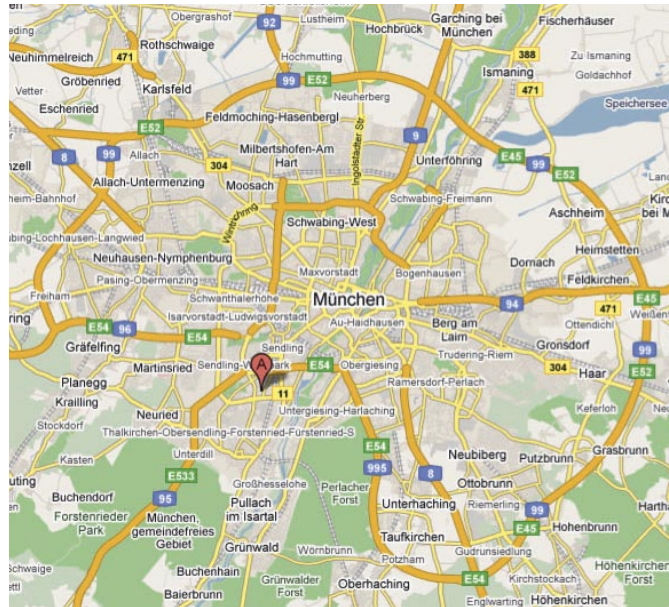 Obergrashof
Lustheim
92
Hochbrück
Garching bei
München
Fischerhäuser
471
Rothschwaige
Hochmutting
388
Zu Ismaning
Neuhimmelreich
Gröbenried
Karlsfeld
99
E52
Ismaning
Goldachhof
Vetter
Neuherberg
471
Eschenried
Feldmoching-Hasenbergl
Speichersee
E52
9
8
99
Allach
304
Milbertshofen-Am
Hart
Ingolstädter Str
Unterföhring
E45
99
E52
Allach-Untermenzing
Moosach
Schwabing-Freimann
Aschheim
Wintrichring
Schwabing-West
Heimstetten
Neuhausen-Nymphenburg
Bogenhausen
Dornach
Pasing-Obermenzing
Maxvorstadt
Feldkirchen
Freiham
Schwanthalerhöhe
München
94
E45
471
E54
96
Isarvorstadt-Ludwigsvorstadt
Au-Haidhausen
Berg am
Laim
Ottendichl
Gräfelfing
E54
Sendling
Gronsdorf
99
Martinsried
A
E54
Obergiesing
Trudering-Riem
304
E52
Planegg
Ramersdorf-Perlach
Haar
Krailling
11
Neuried
Untergiesing-Harlaching
Keferloh
Stockdorf
Thalkirchen-Obersendling-Forstenried-Fürstenried-S
Kasten
Unterdill
E54
Neubiberg
Putzbrunn
Grasbrunn
E533
Großhesselohe
995
8
Ottobrunn
Buchendorf
95
Pullach
im Isartal
Perlacher
Forst
Unterhaching
Riemerling
99
Forstenrieder
Park
München,
gemeindefreies
Gebiet
Taufkirchen
E45
Hohenbrunn
Grünwald
Wörnbrunn
Gudrunsiedlung
Potzham
E54
Buchenhain
Grünwalder
Forst
Oberhaching
Kirchstockach
Höhenkirchener
Forst
Baierbrunn
Englwarting
Höhenkirchen